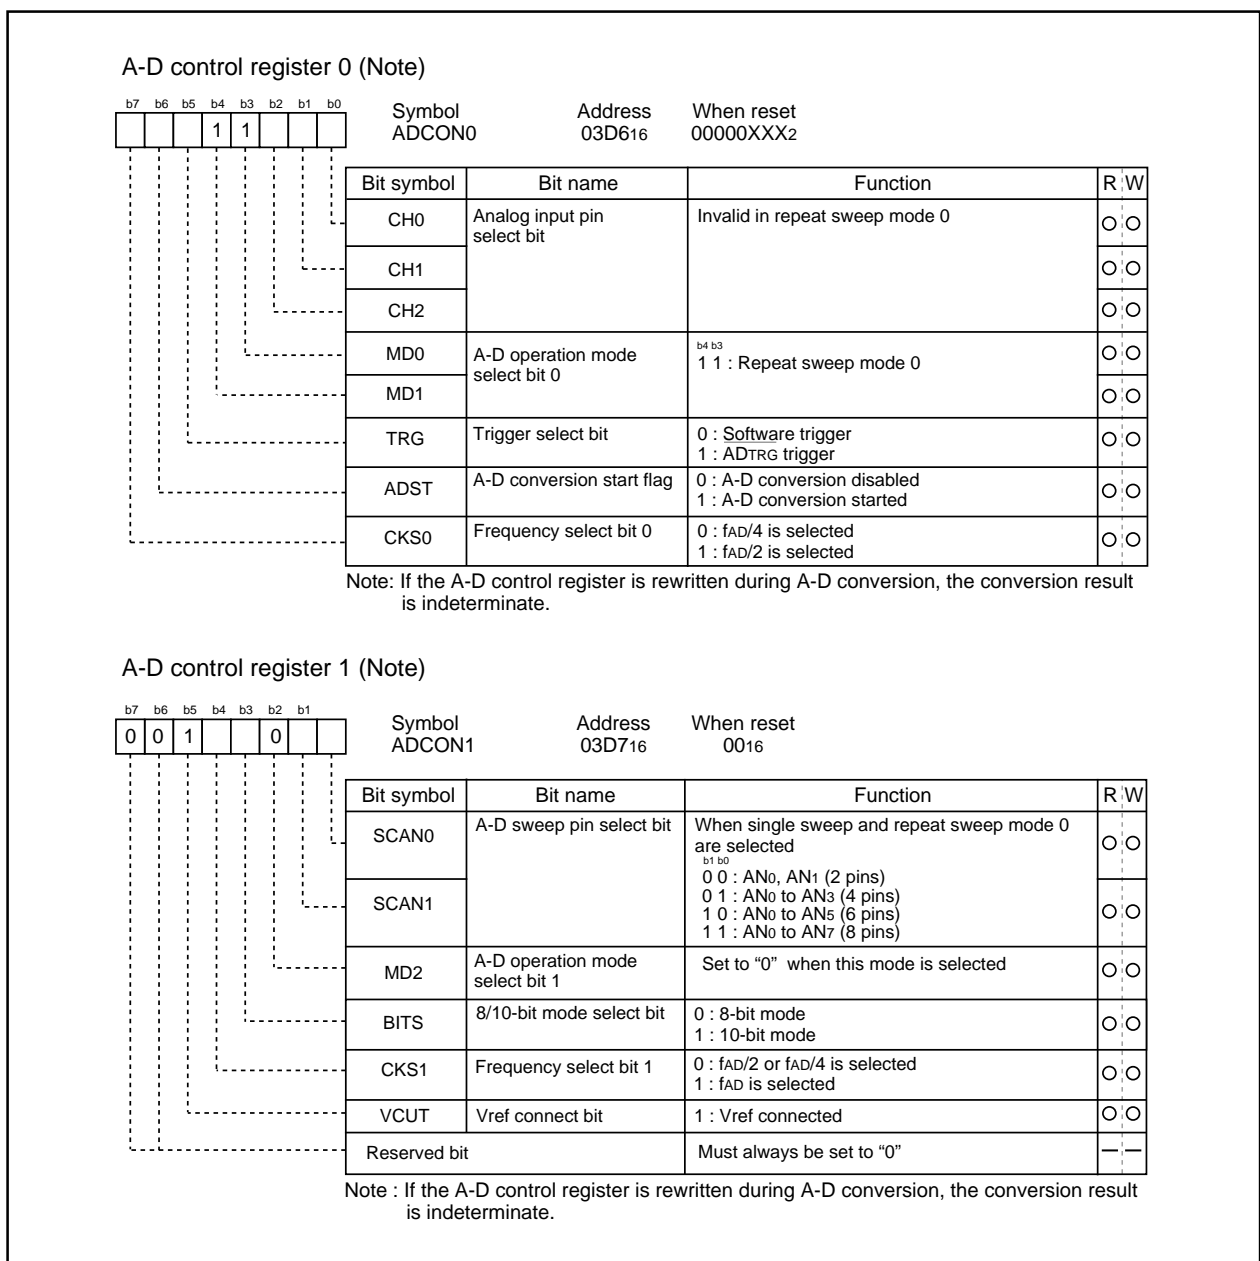 A-D control register 0 (Note)
b7 b6 b5 b4 b3 b2 b1 b0
1 1
Symbol Address When reset
ADCON0 03D616 00000XXX2
Bit symbol Bit name Function R W
CH0 Analog input pin select bit Invalid in repeat sweep mode 0
CH1
CH2
MD0 A-D operation mode select bit 0 b4 b3
1 1 : Repeat sweep mode 0
MD1
TRG Trigger select bit 0 : Software trigger
1 : ADTRG trigger
ADST A-D conversion start flag 0 : A-D conversion disabled
1 : A-D conversion started
CKS0 Frequency select bit 0 0 : fAD/4 is selected
1 : fAD/2 is selected
Note: If the A-D control register is rewritten during A-D conversion, the conversion result
is indeterminate.
A-D control register 1 (Note)
b7 b6 b5 b4 b3 b2 b1
0 0 1 0
Symbol Address When reset
ADCON1 03D716 0016
Bit symbol Bit name Function R W
SCAN0 A-D sweep pin select bit When single sweep and repeat sweep mode 0
are selected
b1 b0
0 0 : AN0, AN1 (2 pins)
0 1 : AN0 to AN3 (4 pins)
SCAN1 1 0 : AN0 to AN5 (6 pins)
1 1 : AN0 to AN7 (8 pins)
MD2 A-D operation mode select bit 1 Set to “0” when this mode is selected
BITS 8/10-bit mode select bit 0 : 8-bit mode
1 : 10-bit mode
CKS1 Frequency select bit 1 0 : fAD/2 or fAD/4 is selected
1 : fAD is selected
VCUT Vref connect bit 1 : Vref connected
Reserved bit Must always be set to “0”
Note : If the A-D control register is rewritten during A-D conversion, the conversion result
is indeterminate.